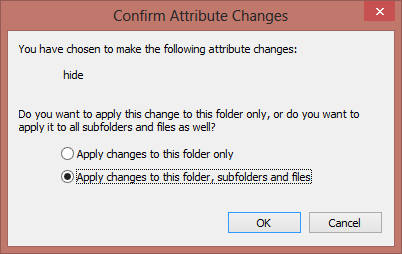 Confirm Attribute Changes
You have chosen to make the following attribute changes:
hide
Do you want to apply this change to this folder only, or do you want to
apply it to all subfolders and files as well?
Apply changes to this folder only
Apply changes to this folder, subfolders and files
OK
Cancel